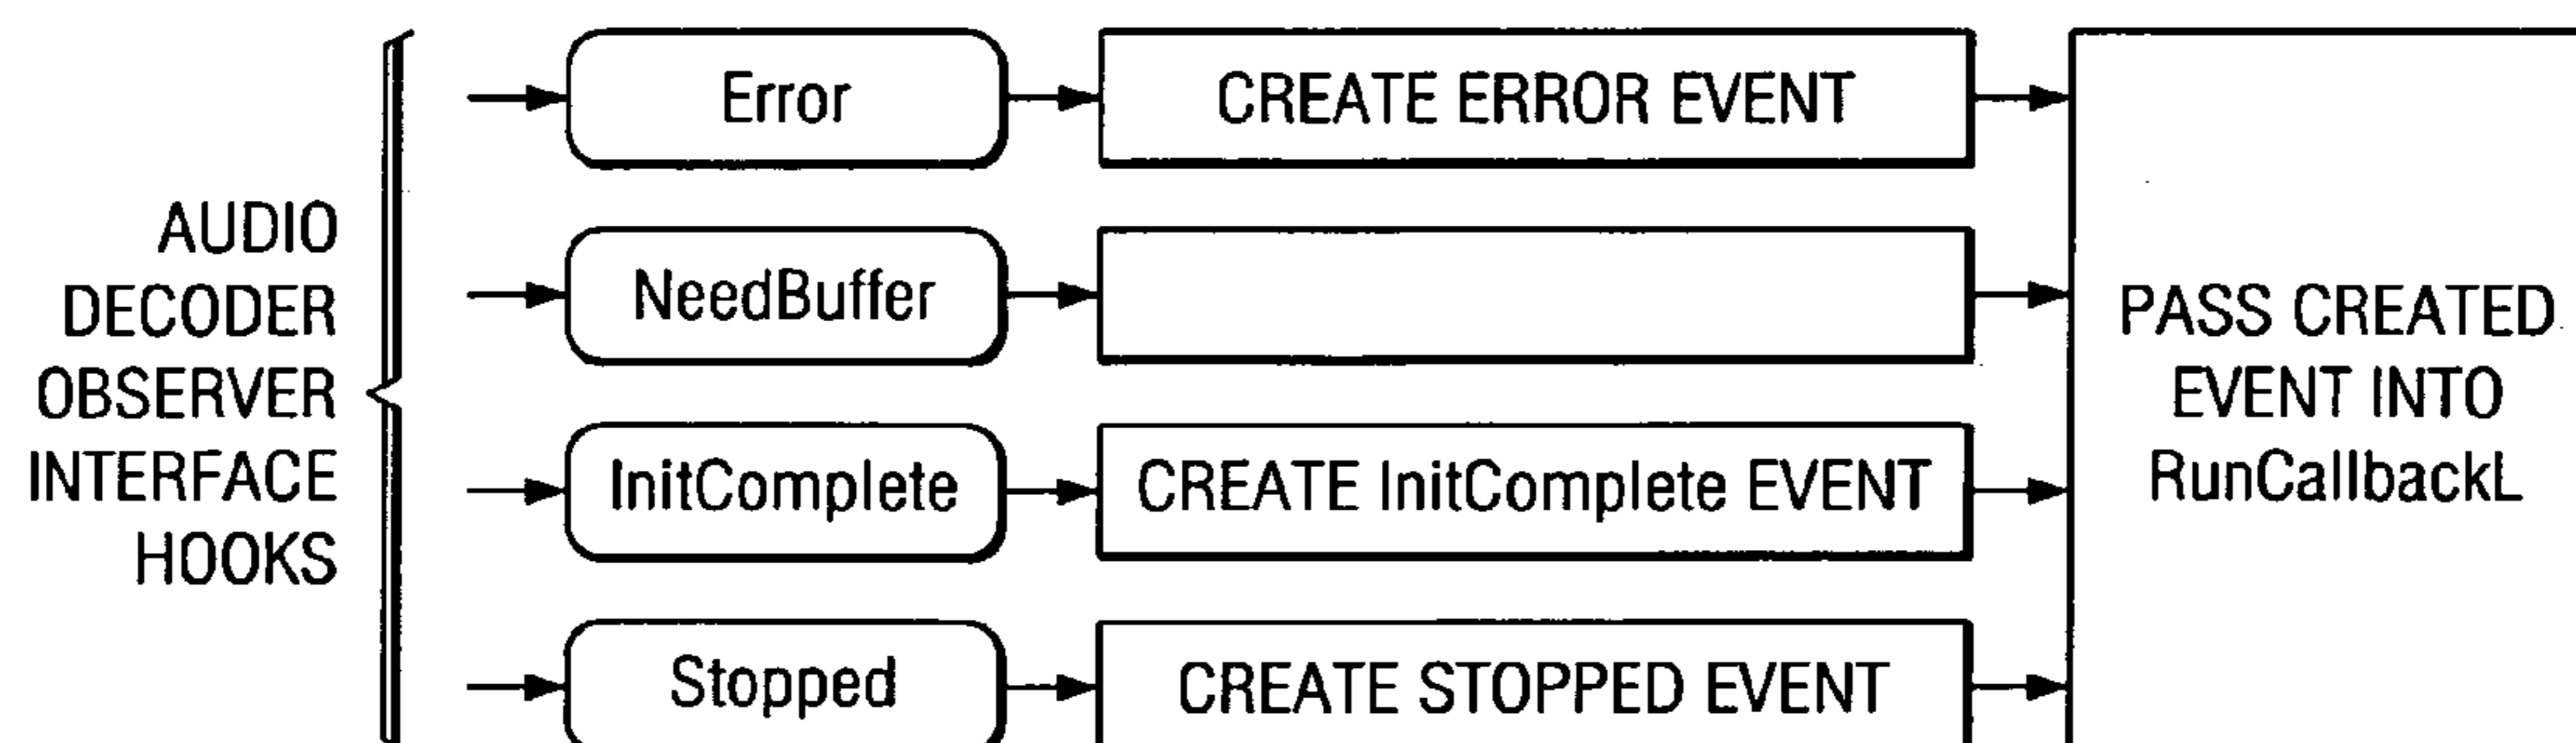 AUDIO
DECODER
OBSERVER
INTERFACE
HOOKS
Error
CREATE ERROR EVENT
NeedBuffer
InitComplete
CREATE InitComplete EVENT
Stopped
CREATE STOPPED EVENT
PASS CREATED
EVENT INTO
RunCallbackL